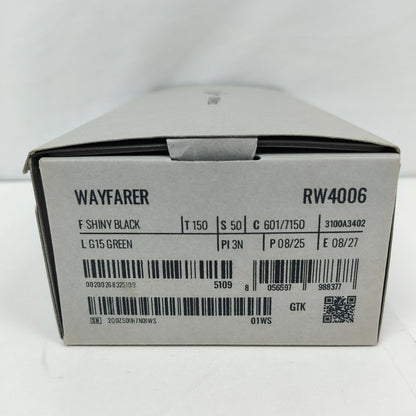 WAYFARER RW4006
F SHINY BLACK T 150 S 50 C 601/7150 3100A3402
L G15 GREEN PI 3N P 08/25 E 08/27
5109 8 056597 988377
SN 01WS GTK